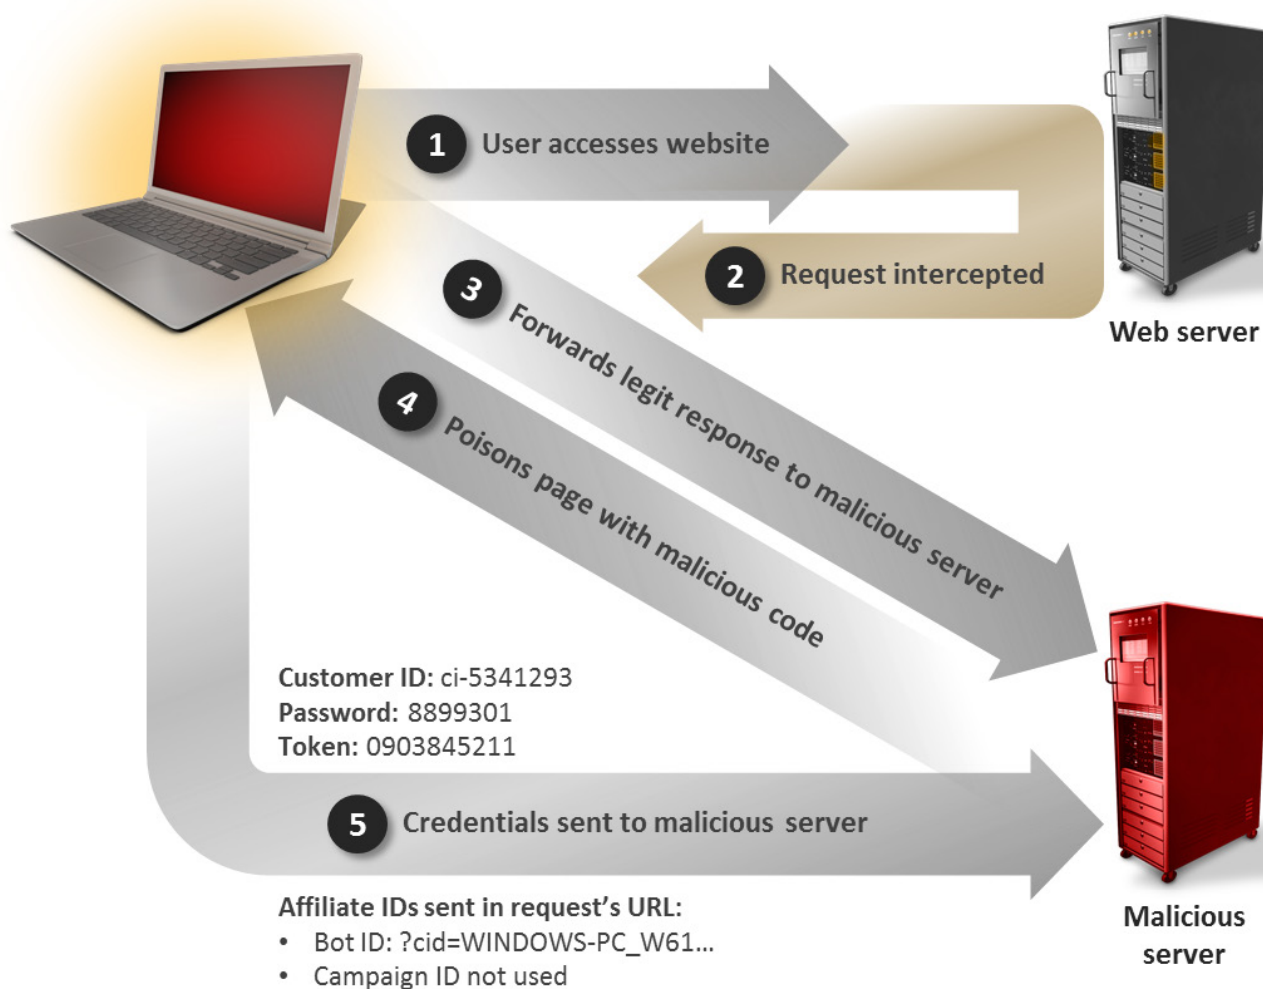 1 User accesses website
2 Request intercepted
Web server
3 Forwards legit response to malicious server
4 Poisons page with malicious code
Customer ID: ci-5341293
Password: 8899301
Token: 0903845211
5 Credentials sent to malicious server
Malicious
server
Affiliate IDs sent in request’s URL:
• Bot ID: ?cid=WINDOWS-PC_W61...
• Campaign ID not used